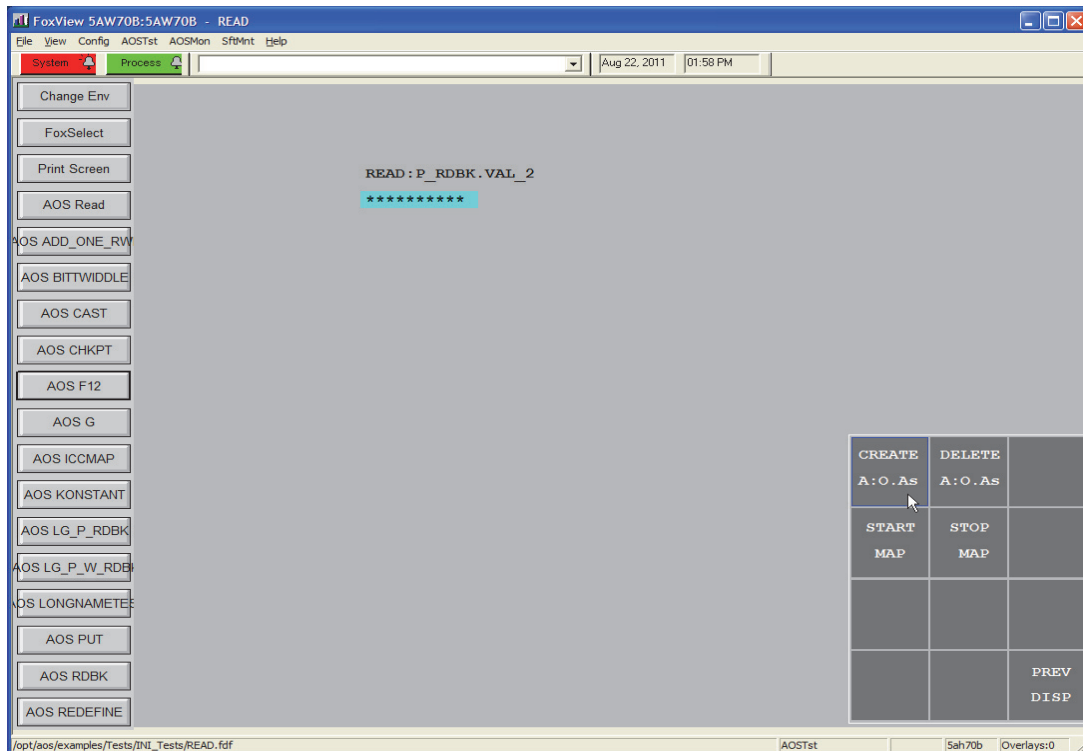 FoxView 5AW70B:5AW70B - READ
File View Config AOSTst AOSMon SftMnt Help
System Process Aug 22, 2011 01:58 PM
Change Env
FoxSelect
Print Screen
AOS Read
AOS ADD_ONE_RW
AOS BITTWIDDLE
AOS CAST
AOS CHKPT
AOS F12
AOS G
AOS ICCMAP
AOS KONSTANT
AOS LG_P_RDBK
AOS LG_P_W_RDB
OS LONGNAMETE
AOS PUT
AOS RDBK
AOS REDEFINE
READ:P_RDBK.VAL_2
**********
CREATE
A:O.As
DELETE
A:O.As
START
MAP
STOP
MAP
PREV
DISP
/opt/aos/examples/Tests/INI_Tests/READ.fdf AOSTst 5ah70b Overlays:0